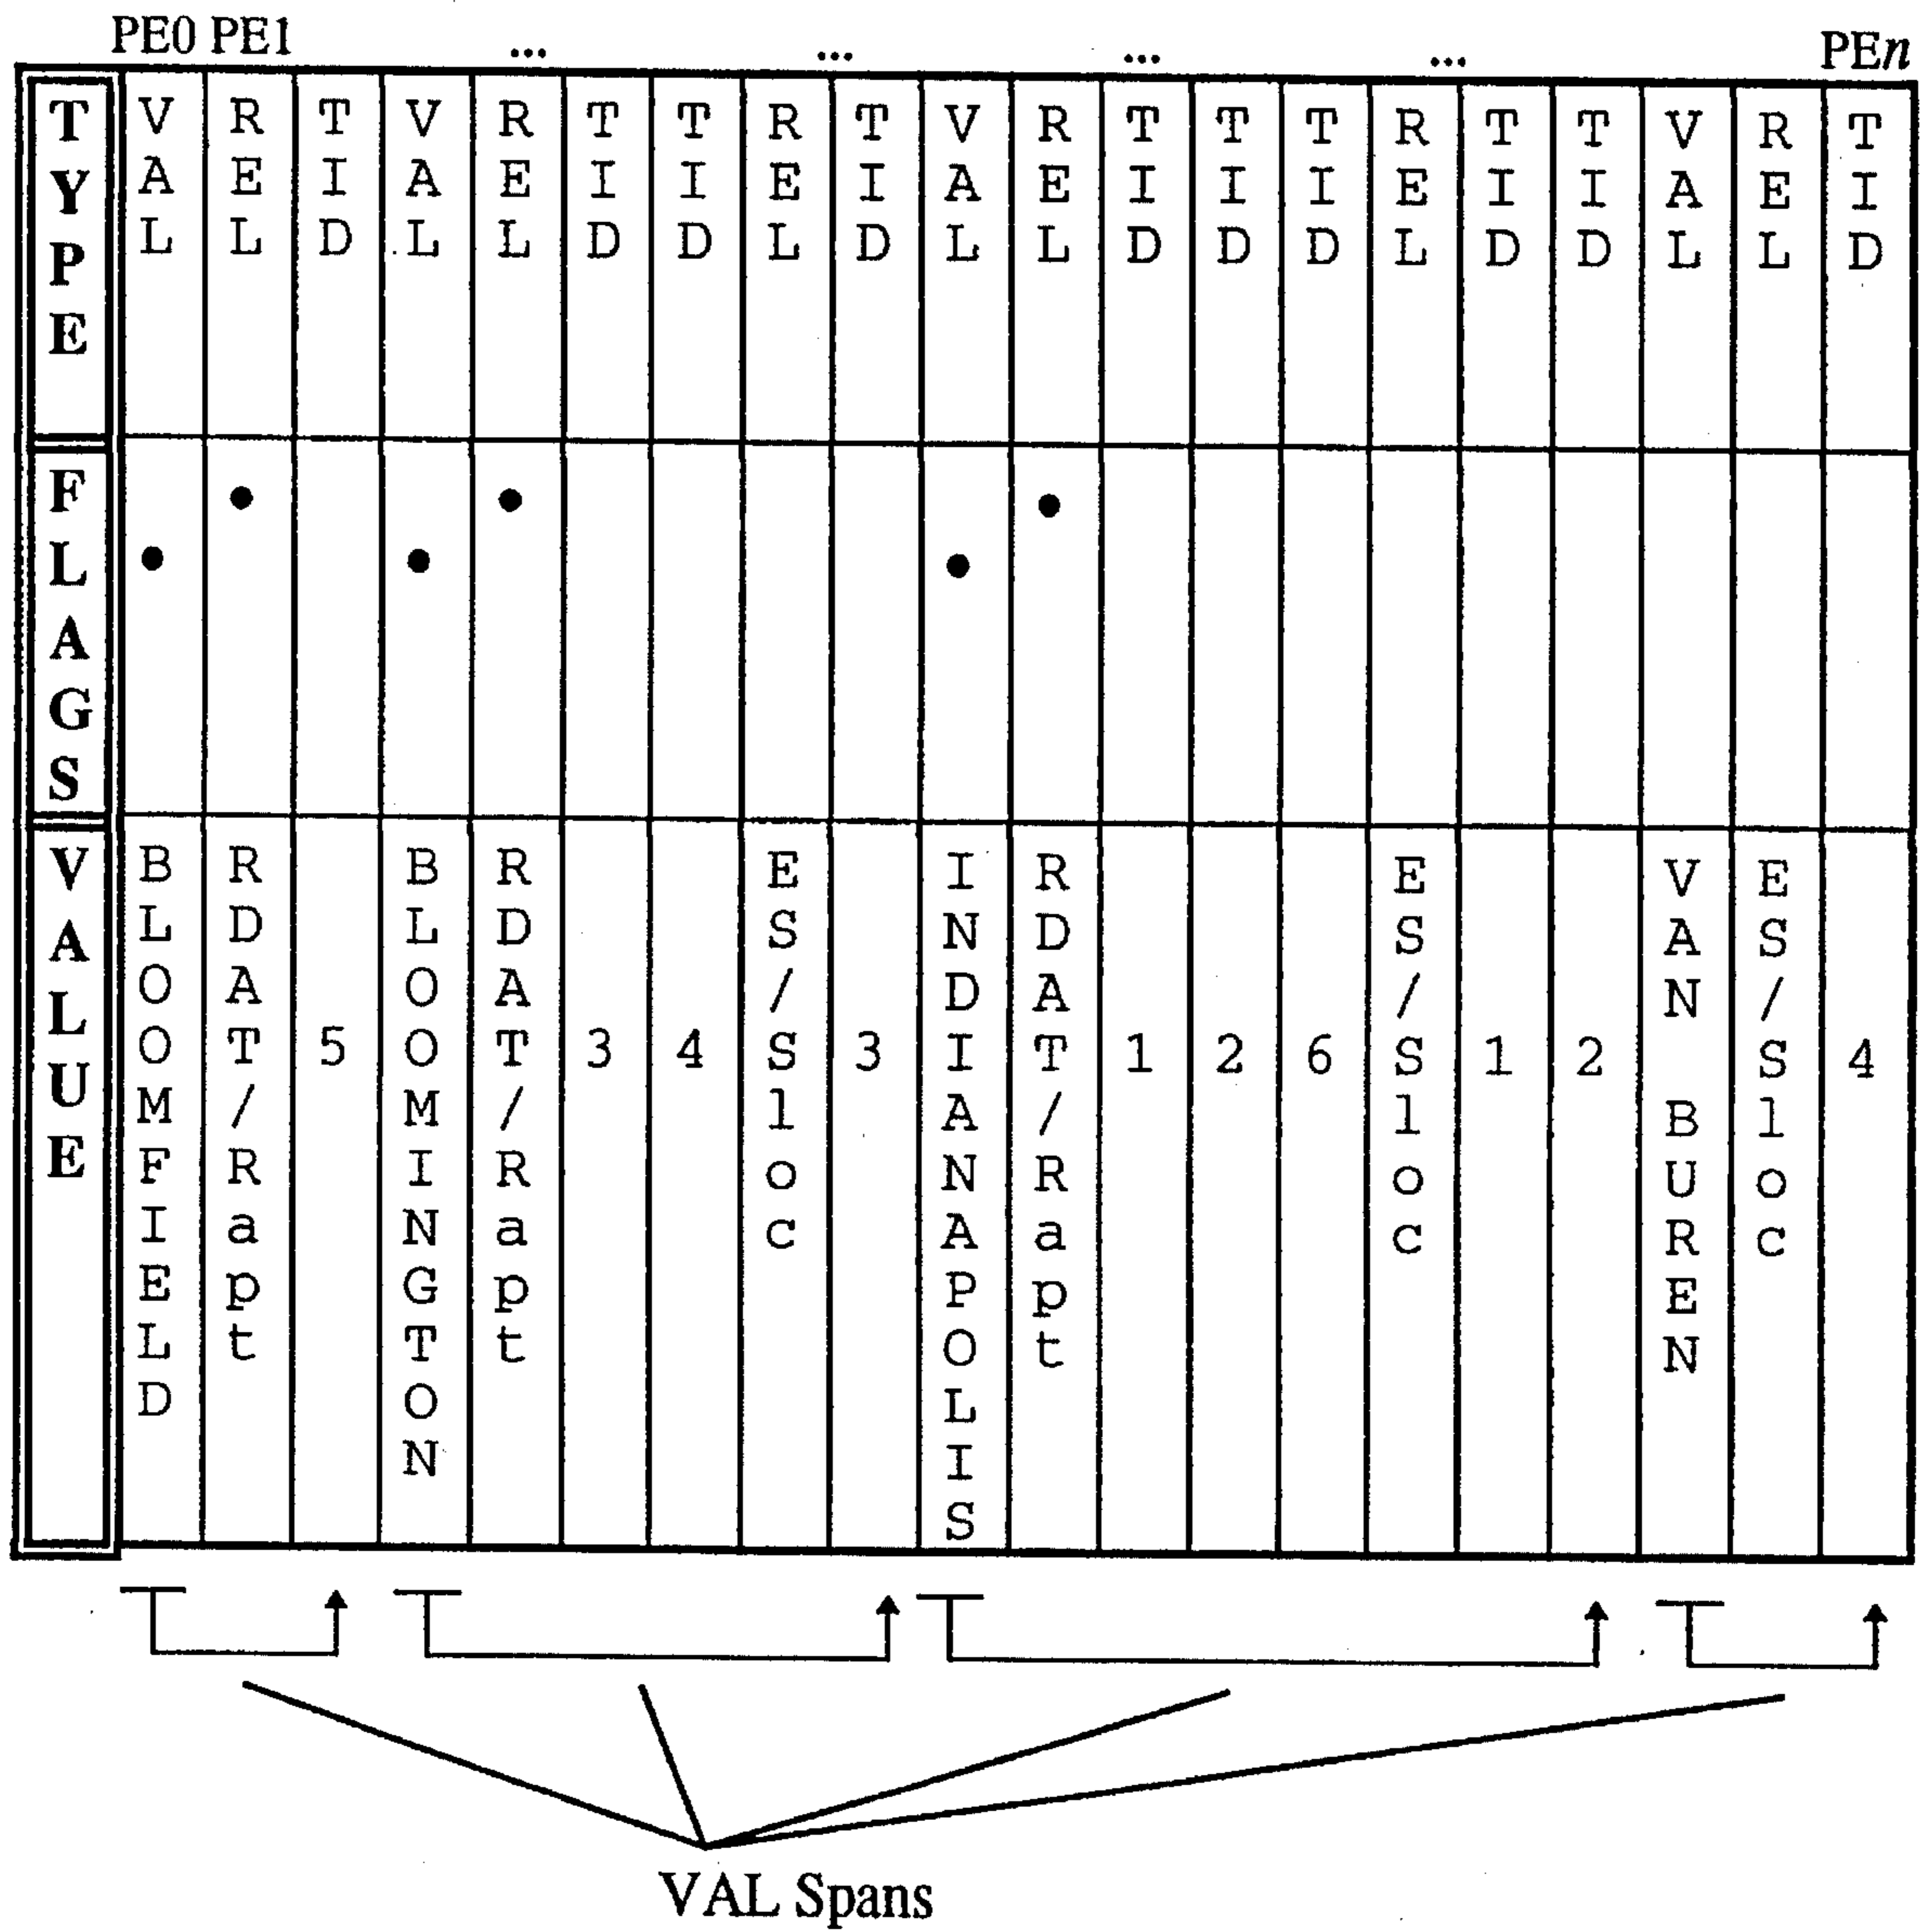 PE0 PE1 ... ... ... ... PEn
TYPE VAL REL TID VAL REL TID TID REL TID VAL REL TID TID TID REL TID TID VAL REL TID
FLAGS
VALUE BLOOMFIELD RDAT/Rapt 5 BLOOMINGTON RDAT/Rapt 3 4 ES/Sloc 3 INDIANAPOLIS RDAT/Rapt 1 2 6 ES/Sloc 1 2 VAN BUREN ES/Sloc 4
VAL Spans